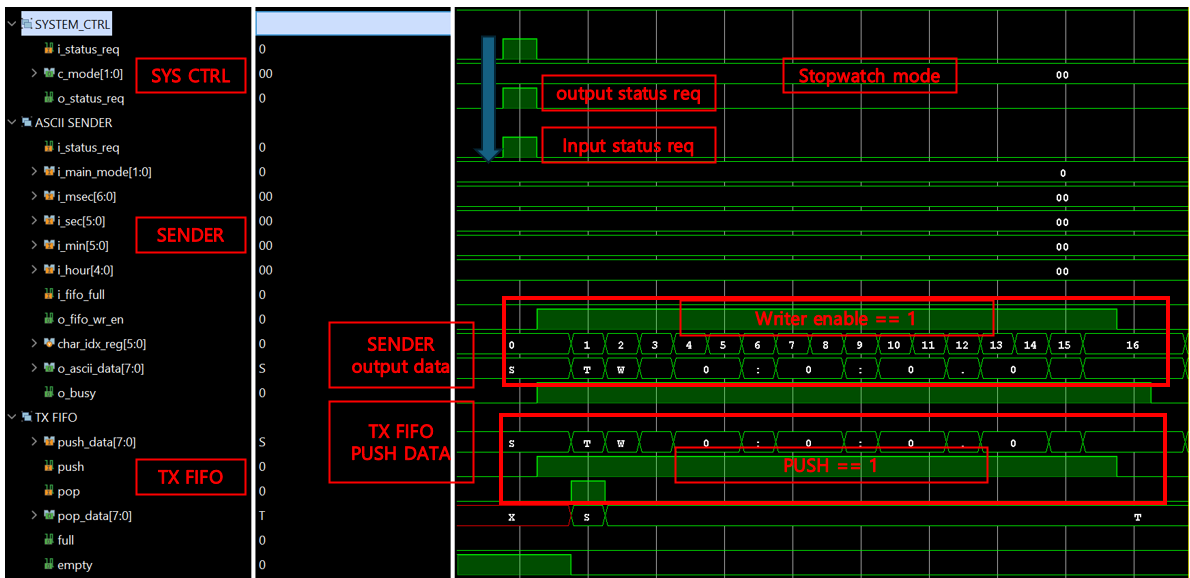 SYSTEM_CTRL
i_status_req 0
c_mode[1:0] 00 00
o_status_req 0
SYS CTRL
Stopwatch mode
output status req
Input status req
ASCII SENDER
i_status_req 0
i_main_mode[1:0] 0 0
i_msec[6:0] 00 00
i_sec[5:0] 00 00
i_min[5:0] 00 00
i_hour[4:0] 00 00
SENDER
i_fifo_full 0
o_fifo_wr_en 0
Writer enable == 1
char_idx_reg[5:0] 0 0 1 2 3 4 5 6 7 8 9 10 11 12 13 14 15 16
o_ascii_data[7:0] S S T W 0 : 0 : 0 . 0
o_busy 0
SENDER
output data
TX FIFO
push_data[7:0] S S T W 0 : 0 : 0 . 0
push 0
PUSH == 1
pop 0
pop_data[7:0] T X S T
full 0
empty 0
TX FIFO
PUSH DATA
TX FIFO